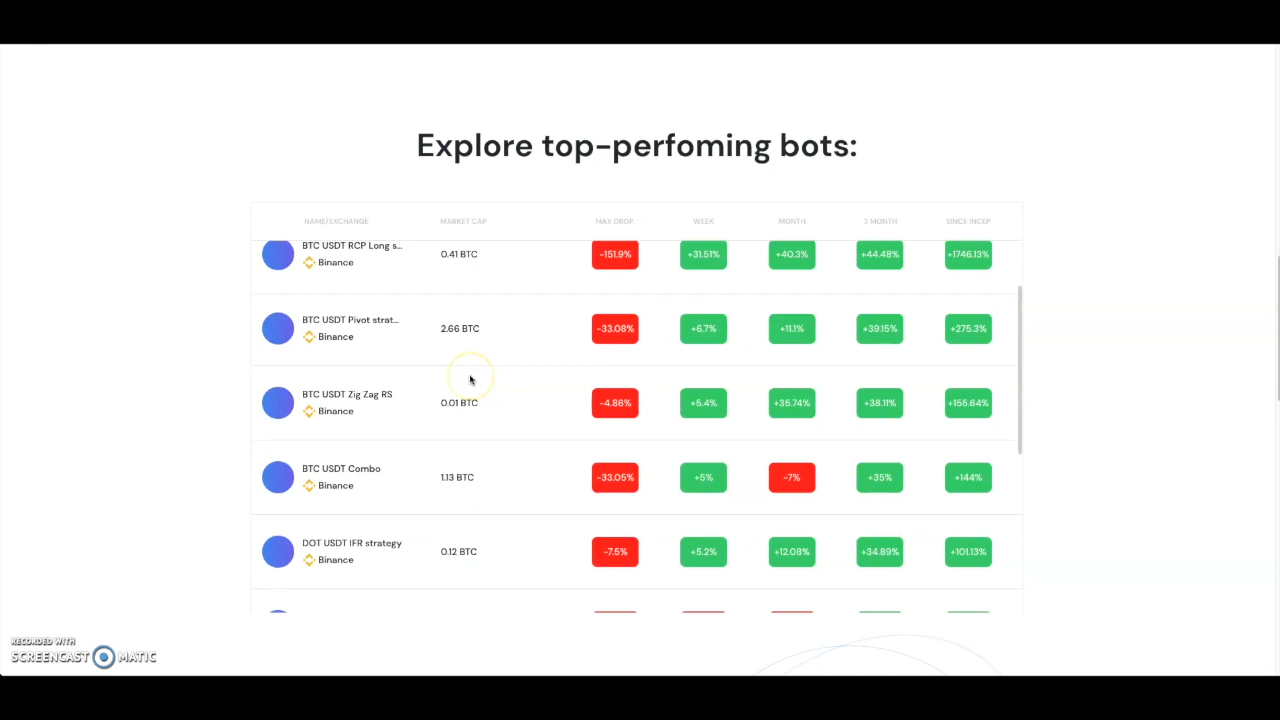 Explore top-perfoming bots:
NAME/EXCHANGE MARKET CAP MAX DROP. WEEK MONTH 3 MONTH SINCE INCEP.
BTC USDT RCP Long s...
Binance
0.41 BTC -151.9% +31.51% +40.3% +44.48% +1746.13%
BTC USDT Pivot strat...
Binance
2.66 BTC -33.08% +6.7% +11.1% +39.15% +275.3%
BTC USDT Zig Zag RS
Binance
0.01 BTC -4.86% +5.4% +35.74% +38.11% +155.64%
BTC USDT Combo
Binance
1.13 BTC -33.05% +5% -7% +35% +144%
DOT USDT IFR strategy
Binance
0.12 BTC -7.5% +5.2% +12.08% +34.89% +101.13%
RECORDED WITH
SCREENCAST MATIC